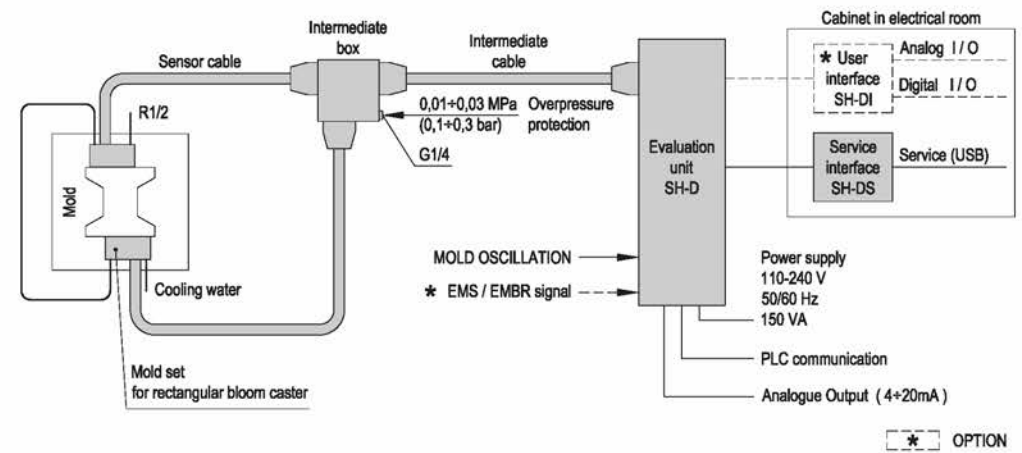 Cabinet in electrical room
Intermediate
box
Sensor cable
Intermediate
cable
* User
interface
SH-DI
Analog I / O
Digital I / O
R1/2
0,01÷0,03 MPa
(0,1÷0,3 bar)
Overpressure
protection
G1/4
Evaluation
unit
SH-D
Service
interface
SH-DS
Service (USB)
Mold
MOLD OSCILLATION
* EMS / EMBR signal
Cooling water
Power supply
110-240 V
50/60 Hz
150 VA
Mold set
for rectangular bloom caster
PLC communication
Analogue Output ( 4÷20mA )
* OPTION